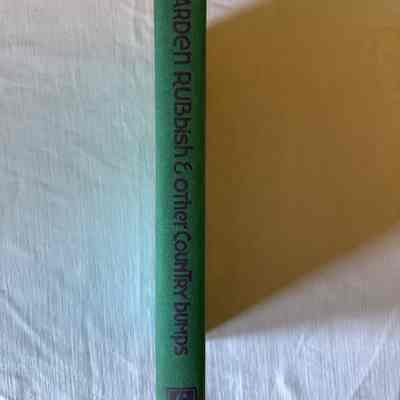 ARDEN RUBBISH & OTHER COUNTRY BUMPS